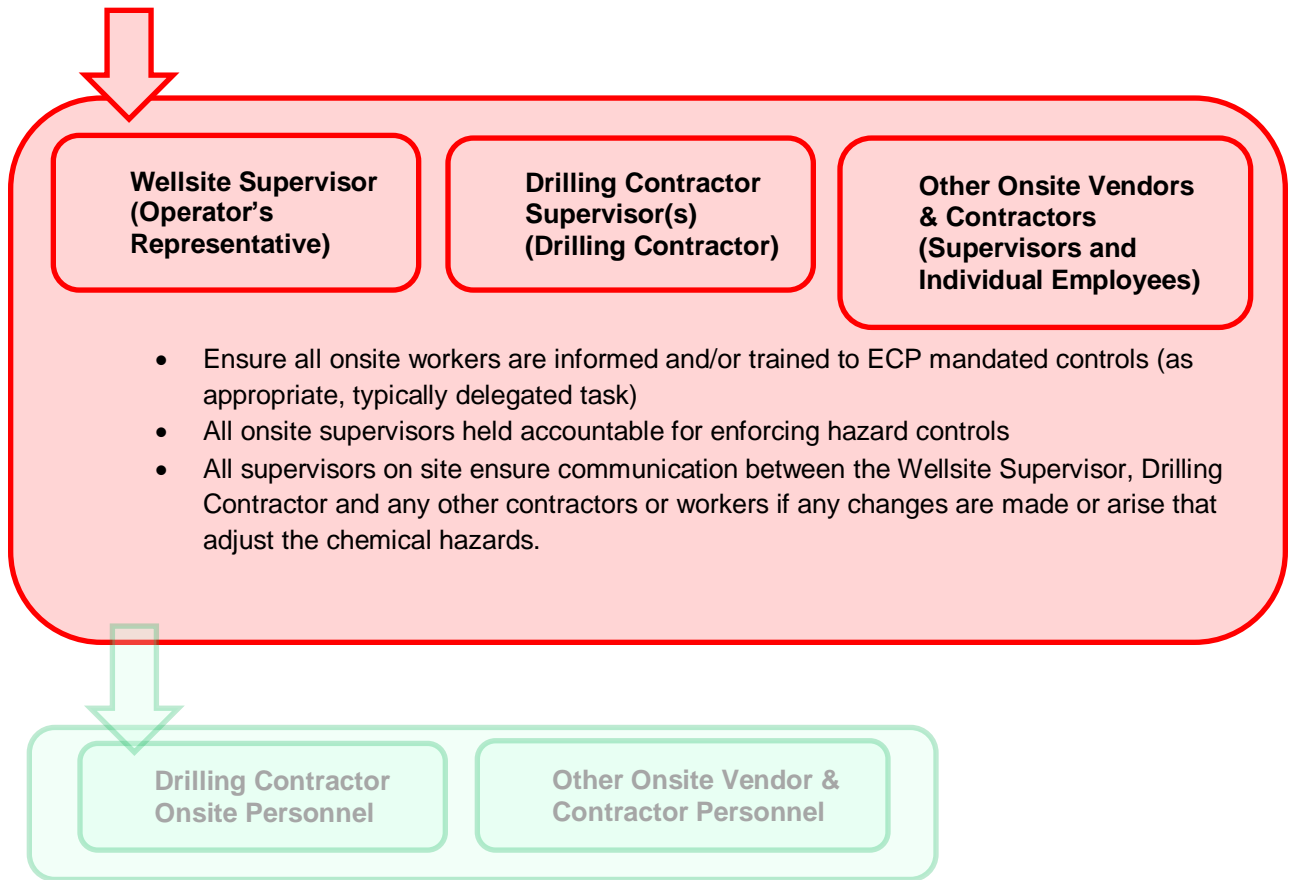 Wellsite Supervisor
(Operator’s
Representative)
Drilling Contractor
Supervisor(s)
(Drilling Contractor)
Other Onsite Vendors
& Contractors
(Supervisors and
Individual Employees)
• Ensure all onsite workers are informed and/or trained to ECP mandated controls (as
appropriate, typically delegated task)
• All onsite supervisors held accountable for enforcing hazard controls
• All supervisors on site ensure communication between the Wellsite Supervisor, Drilling
Contractor and any other contractors or workers if any changes are made or arise that
adjust the chemical hazards.
Drilling Contractor
Onsite Personnel
Other Onsite Vendor &
Contractor Personnel